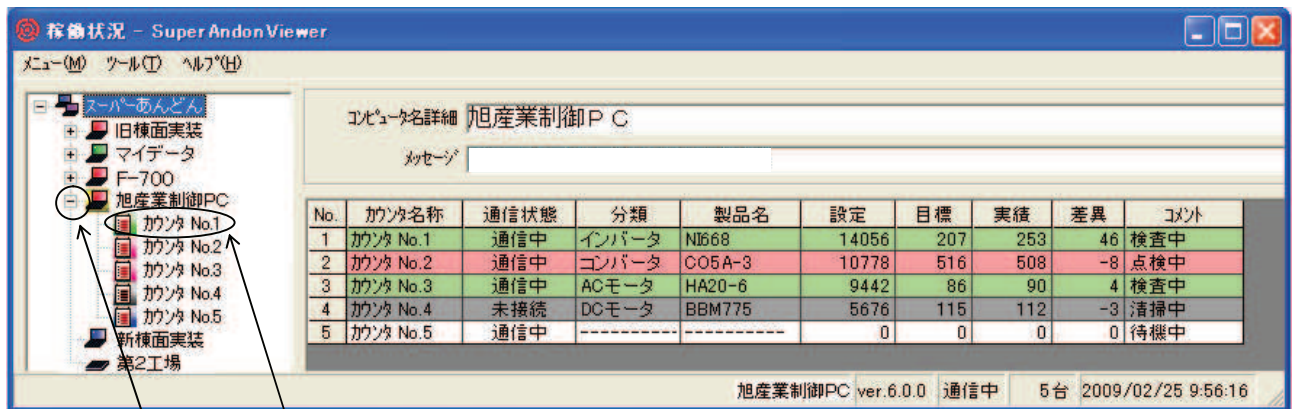 稼働状況 - Super Andon Viewer
メニュー(M) ツール(T) ヘルプ(H)
スーパーあんどん
旧棟面実装
マイデータ
F-700
旭産業制御PC
カウンタ No.1
カウンタ No.2
カウンタ No.3
カウンタ No.4
カウンタ No.5
新棟面実装
第2工場
コンピュータ名詳細 旭産業制御PC
メッセージ
No. カウンタ名称 通信状態 分類 製品名 設定 目標 実績 差異 コメント
1 カウンタ No.1 通信中 インバータ NI668 14056 207 253 46 検査中
2 カウンタ No.2 通信中 コンバータ CO5A-3 10778 516 508 -8 点検中
3 カウンタ No.3 通信中 ACモータ HA20-6 9442 86 90 4 検査中
4 カウンタ No.4 未接続 DCモータ BBM775 5676 115 112 -3 清掃中
5 カウンタ No.5 通信中 ---------- ---------- 0 0 0 0 待機中
旭産業制御PC ver.6.0.0 通信中 5台 2009/02/25 9:56:16